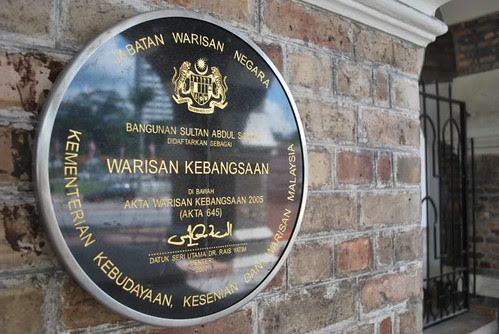 JABATAN WARISAN NEGARA
BANGUNAN SULTAN ABDUL
DIDAFTARKAN SEBAGAI
WARISAN KEBANGSAAN
DI BAWAH
AKTA WARISAN KEBANGSAAN 2005
(AKTA 645)
DATUK SERI UTAMA DR. RAIS YATIM
MENTERI
KEMENTERIAN KEBUDAYAAN, KESENIAN DAN WARISAN MALAYSIA